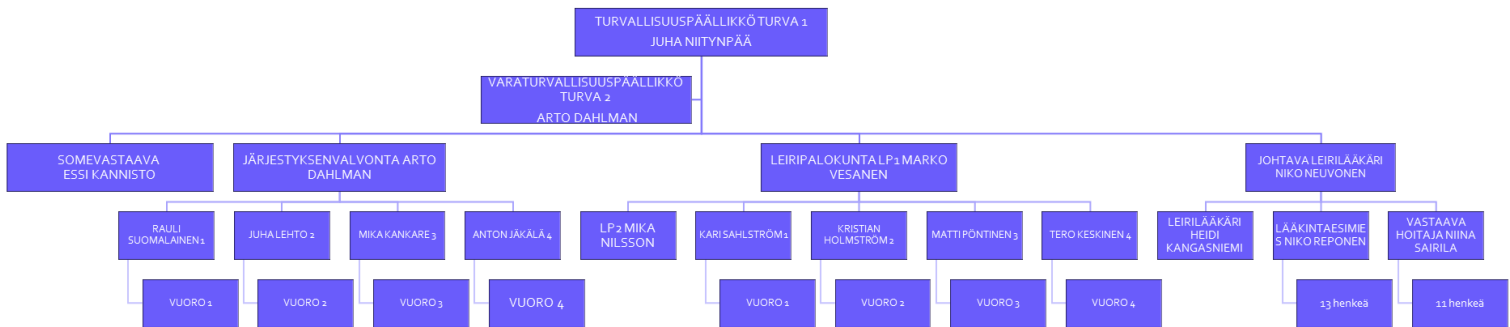 TURVALLISUUSPÄÄLLIKKÖ TURVA 1
JUHA NIITYNPÄÄ
VARATURVALLISUUSPÄÄLLIKKÖ
TURVA 2
ARTO DAHLMAN
SOMEVASTAAVA
ESSI KANNISTO
JÄRJESTYKSENVALVONTA ARTO
DAHLMAN
LEIRIPALOKUNTA LP1 MARKO
VESANEN
JOHTAVA LEIRILÄÄKÄRI
NIKO NEUVONEN
RAULI
SUOMALAINEN 1
JUHA LEHTO 2
MIKA KANKARE 3
ANTON JÄKÄLÄ 4
LP2 MIKA
NILSSON
KARI SAHLSTRÖM 1
KRISTIAN
HOLMSTRÖM 2
MATTI PÖNTINEN 3
TERO KESKINEN 4
LEIRILÄÄKÄRI
HEIDI
KANGASNIEMI
LÄÄKINTAESIMIE
S NIKO REPONEN
VASTAAVA
HOITAJA NIINA
SAIRILA
VUORO 1
VUORO 2
VUORO 3
VUORO 4
VUORO 1
VUORO 2
VUORO 3
VUORO 4
13 henkeä
11 henkeä